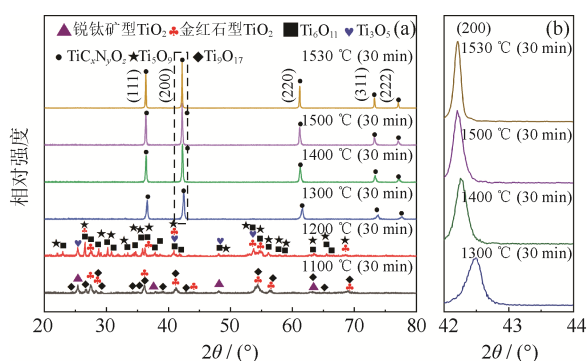 ▲锐钛矿型TiO₂ ♣金红石型TiO₂ ■Ti₆O₁₁ ♥Ti₃O₅ (a)
●TiCₓNᵧO_z ★Ti₅O₉ ◆Ti₉O₁₇ 1530 ℃ (30 min)
(111)
(200)
(220)
(311)
(222)
1500 ℃ (30 min)
1400 ℃ (30 min)
1300 ℃ (30 min)
1200 ℃ (30 min)
1100 ℃ (30 min)
相对强度
20 30 40 50 60 70 80
2θ / (°)
(b)
(200)
1530 ℃ (30 min)
1500 ℃ (30 min)
1400 ℃ (30 min)
1300 ℃ (30 min)
42 43 44
2θ / (°)